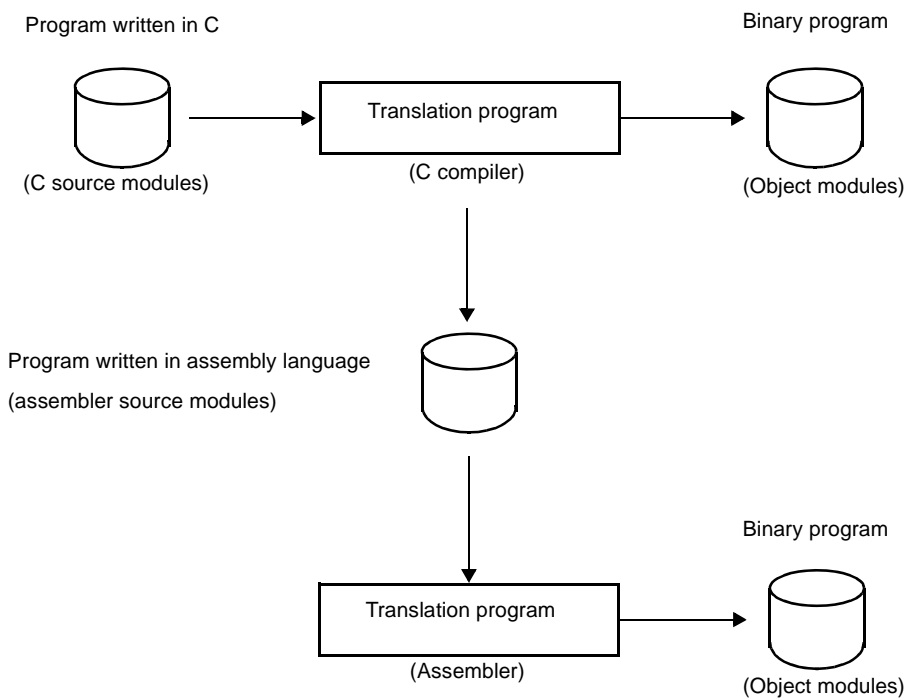 Program written in C
Binary program
Translation program
(C source modules)
(C compiler)
(Object modules)
Program written in assembly language
(assembler source modules)
Binary program
Translation program
(Assembler)
(Object modules)